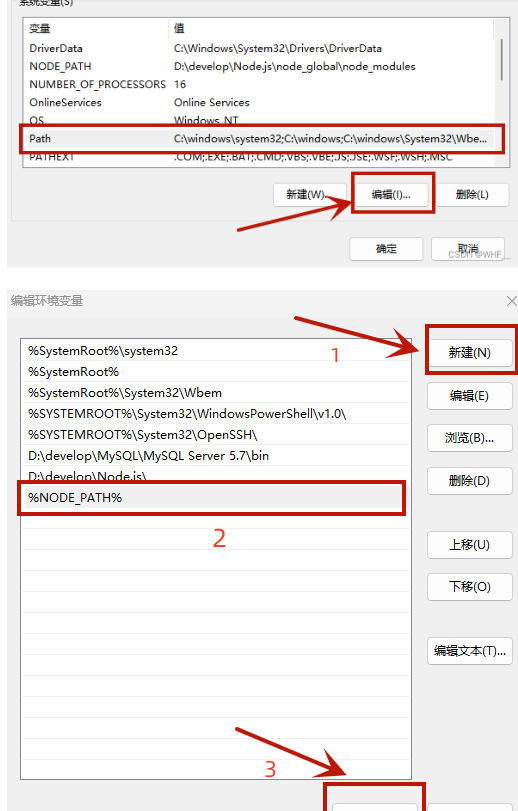 系统变量(S)
变量 值
DriverData C:\Windows\System32\Drivers\DriverData
NODE_PATH D:\develop\Node.js\node_global\node_modules
NUMBER_OF_PROCESSORS 16
OnlineServices Online Services
OS Windows_NT
Path C:\windows\system32;C:\windows;C:\windows\System32\Wbe...
PATHEXT .COM;.EXE;.BAT;.CMD;.VBS;.VBE;.JS;.JSE;.WSF;.WSH;.MSC
新建(W)... 编辑(I)... 删除(L)
确定 取消
CSDN @WHF__
编辑环境变量
%SystemRoot%\system32
1
新建(N)
%SystemRoot%
%SystemRoot%\System32\Wbem
编辑(E)
%SYSTEMROOT%\System32\WindowsPowerShell\v1.0\
%SYSTEMROOT%\System32\OpenSSH\
浏览(B)...
D:\develop\MySQL\MySQL Server 5.7\bin
D:\develop\Node.js\
删除(D)
%NODE_PATH%
2
上移(U)
下移(O)
编辑文本(T)...
3